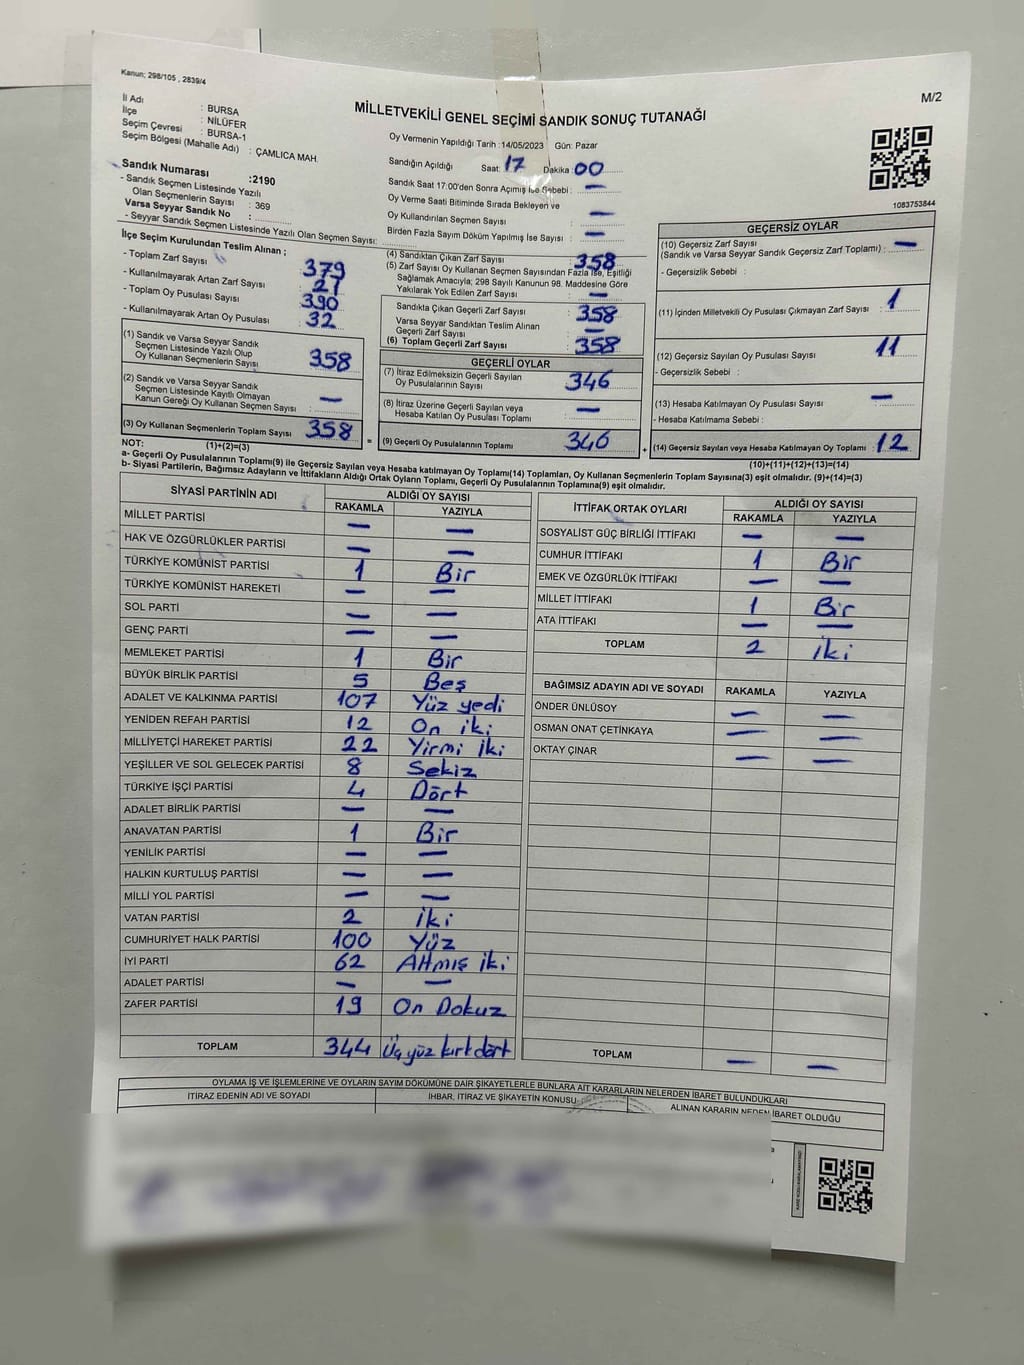 Kanun; 298/105 , 2839/4
M/2
İl Adı : BURSA
İlçe : NİLÜFER
Seçim Çevresi : BURSA-1
Seçim Bölgesi (Mahalle Adı) : ÇAMLICA MAH.
MİLLETVEKİLİ GENEL SEÇİMİ SANDIK SONUÇ TUTANAĞI
Oy Vermenin Yapıldığı Tarih :14/05/2023 Gün: Pazar
Sandığın Açıldığı Saat: 17 Dakika: 00
Sandık Saat 17:00'den Sonra Açımış İse Sebebi : —
Oy Verme Saati Bitiminde Sırada Bekleyen ve
Oy Kullandırılan Seçmen Sayısı : —
Birden Fazla Sayım Döküm Yapılmış İse Sayısı : —
1083753844
Sandık Numarası :2190
- Sandık Seçmen Listesinde Yazılı
Olan Seçmenlerin Sayısı : 369
Varsa Seyyar Sandık No :
- Seyyar Sandık Seçmen Listesinde Yazılı Olan Seçmen Sayısı:
İlçe Seçim Kurulundan Teslim Alınan ;
- Toplam Zarf Sayısı 379
- Kullanılmayarak Artan Zarf Sayısı : 21
- Toplam Oy Pusulası Sayısı 390
- Kullanılmayarak Artan Oy Pusulası : 32
(1) Sandık ve Varsa Seyyar Sandık
Seçmen Listesinde Yazılı Olup
Oy Kullanan Seçmenlerin Sayısı 358
(2) Sandık ve Varsa Seyyar Sandık
Seçmen Listesinde Kayıtlı Olmayan
Kanun Gereği Oy Kullanan Seçmen Sayısı : —
(3) Oy Kullanan Seçmenlerin Toplam Sayısı 358
(1)+(2)=(3)
(4) Sandıktan Çıkan Zarf Sayısı : 358
(5) Zarf Sayısı Oy Kullanan Seçmen Sayısından Fazla İse, Eşitliği
Sağlamak Amacıyla; 298 Sayılı Kanunun 98. Maddesine Göre
Yakılarak Yok Edilen Zarf Sayısı : —
Sandıkta Çıkan Geçerli Zarf Sayısı : 358
Varsa Seyyar Sandıktan Teslim Alınan
Geçerli Zarf Sayısı : —
(6) Toplam Geçerli Zarf Sayısı : 358
GEÇERLİ OYLAR
(7) İtiraz Edilmeksizin Geçerli Sayılan
Oy Pusulalarının Sayısı : 346
(8) İtiraz Üzerine Geçerli Sayılan veya
Hesaba Katılan Oy Pusulası Toplamı : —
= (9) Geçerli Oy Pusulalarının Toplamı 346 +
GEÇERSİZ OYLAR
(10) Geçersiz Zarf Sayısı
(Sandık ve Varsa Seyyar Sandık Geçersiz Zarf Toplamı) : —
- Geçersizlik Sebebi :
(11) İçinden Milletvekili Oy Pusulası Çıkmayan Zarf Sayısı : 1
(12) Geçersiz Sayılan Oy Pusulası Sayısı : 11
- Geçersizlik Sebebi :
(13) Hesaba Katılmayan Oy Pusulası Sayısı : —
- Hesaba Katılmama Sebebi :
(14) Geçersiz Sayılan veya Hesaba Katılmayan Oy Toplamı : 12
(10)+(11)+(12)+(13)=(14)
NOT:
a- Geçerli Oy Pusulalarının Toplamı(9) ile Geçersiz Sayılan veya Hesaba katılmayan Oy Toplamı(14) Toplamları, Oy Kullanan Seçmenlerin Toplam Sayısına(3) eşit olmalıdır. (9)+(14)=(3)
b- Siyasi Partilerin, Bağımsız Adayların ve İttifakların Aldığı Ortak Oyların Toplamı, Geçerli Oy Pusulalarının Toplamına(9) eşit olmalıdır.
SİYASİ PARTİNİN ADI ALDIĞI OY SAYISI
RAKAMLA YAZIYLA
MİLLET PARTİSİ — —
HAK VE ÖZGÜRLÜKLER PARTİSİ — —
TÜRKİYE KOMÜNİST PARTİSİ 1 Bir
TÜRKİYE KOMÜNİST HAREKETİ — —
SOL PARTİ — —
GENÇ PARTİ — —
MEMLEKET PARTİSİ 1 Bir
BÜYÜK BİRLİK PARTİSİ 5 Beş
ADALET VE KALKINMA PARTİSİ 107 Yüz yedi
YENİDEN REFAH PARTİSİ 12 On iki
MİLLİYETÇİ HAREKET PARTİSİ 22 Yirmi iki
YEŞİLLER VE SOL GELECEK PARTİSİ 8 Sekiz
TÜRKİYE İŞÇİ PARTİSİ 4 Dört
ADALET BİRLİK PARTİSİ — —
ANAVATAN PARTİSİ 1 Bir
YENİLİK PARTİSİ — —
HALKIN KURTULUŞ PARTİSİ — —
MİLLİ YOL PARTİSİ — —
VATAN PARTİSİ 2 İki
CUMHURİYET HALK PARTİSİ 100 Yüz
İYİ PARTİ 62 Altmış iki
ADALET PARTİSİ — —
ZAFER PARTİSİ 19 On Dokuz
TOPLAM 344 Üç yüz kırk dört
İTTİFAK ORTAK OYLARI ALDIĞI OY SAYISI
RAKAMLA YAZIYLA
SOSYALİST GÜÇ BİRLİĞİ İTTİFAKI — —
CUMHUR İTTİFAKI 1 Bir
EMEK VE ÖZGÜRLÜK İTTİFAKI — —
MİLLET İTTİFAKI 1 Bir
ATA İTTİFAKI — —
TOPLAM 2 İki
BAĞIMSIZ ADAYIN ADI VE SOYADI RAKAMLA YAZIYLA
ÖNDER ÜNLÜSOY — —
OSMAN ONAT ÇETİNKAYA — —
OKTAY ÇINAR — —
TOPLAM — —
OYLAMA İŞ VE İŞLEMLERİNE VE OYLARIN SAYIM DÖKÜMÜNE DAİR ŞİKAYETLERLE BUNLARA AİT KARARLARIN NELERDEN İBARET BULUNDUKLARI
İTİRAZ EDENİN ADI VE SOYADI İHBAR, İTİRAZ VE ŞİKAYETİN KONUSU ALINAN KARARIN NEDEN İBARET OLDUĞU